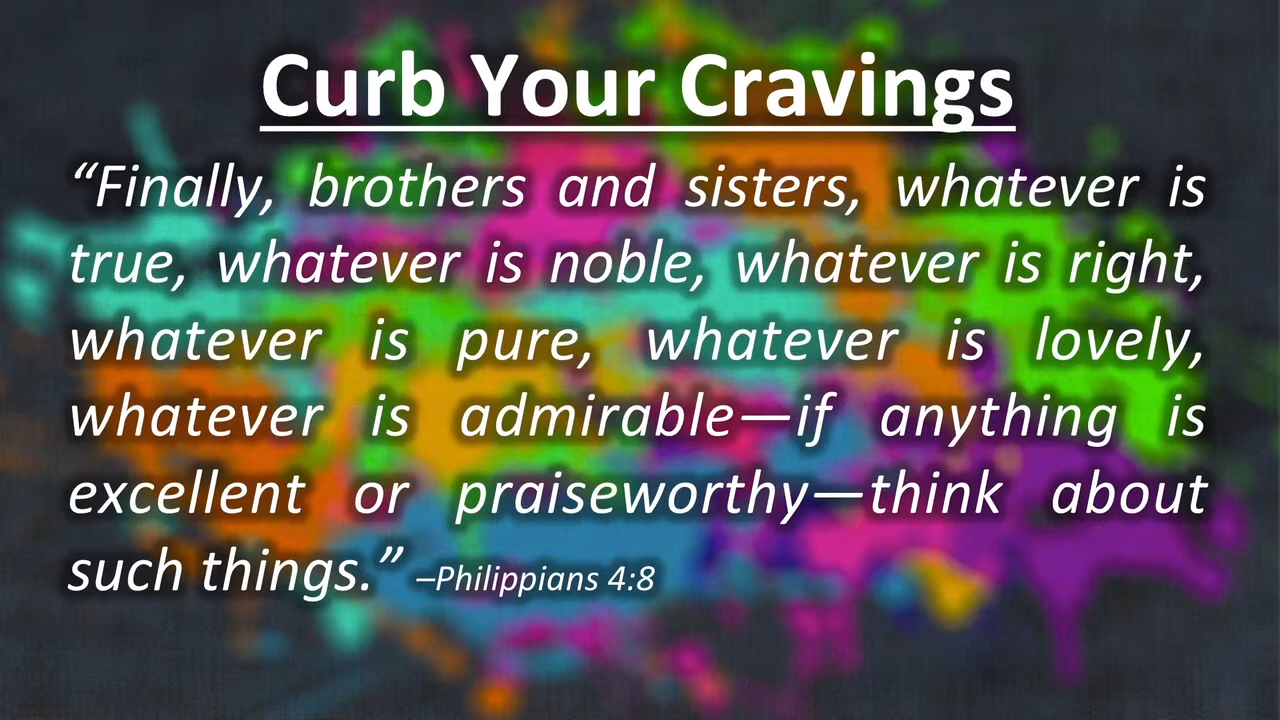 Curb Your Cravings
“Finally, brothers and sisters, whatever is
true, whatever is noble, whatever is right,
whatever is pure, whatever is lovely,
whatever is admirable—if anything is
excellent or praiseworthy—think about
such things.” –Philippians 4:8